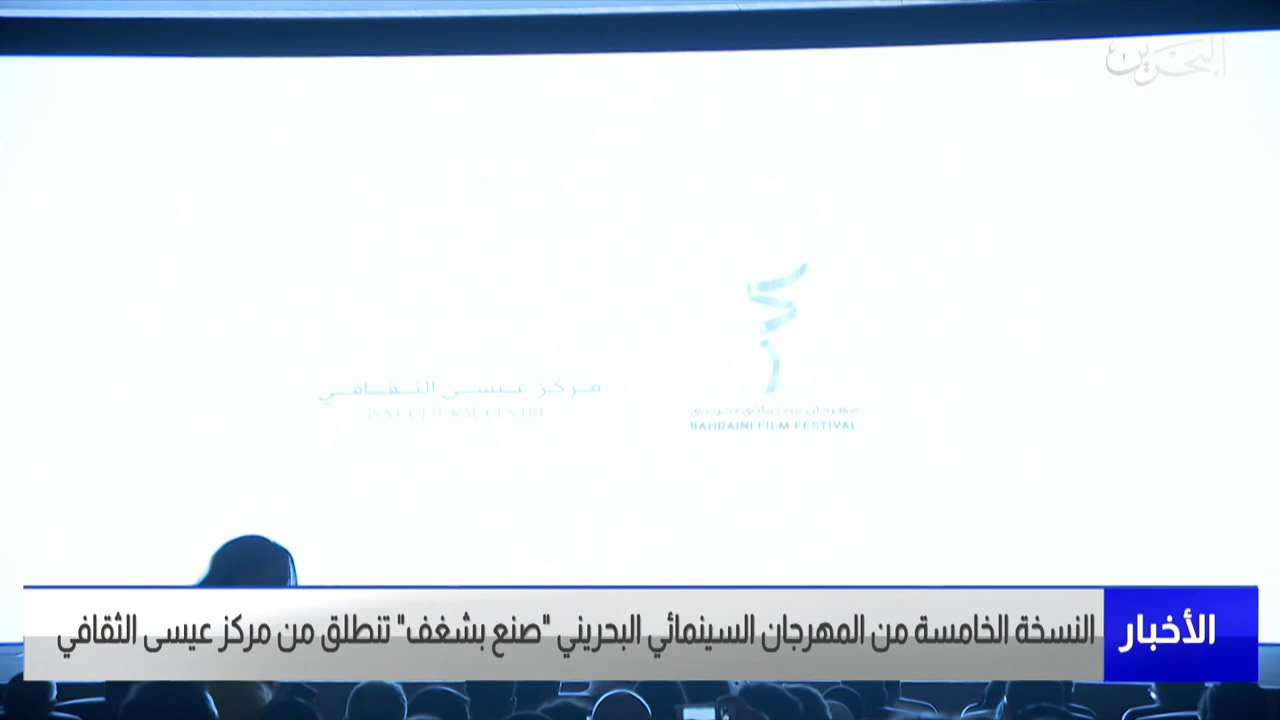 البحرين
مركز عيسى الثقافي
ISA CULTURAL CENTRE
مهرجان سينمائي بحريني
BAHRAINI FILM FESTIVAL
الأخبار
النسخة الخامسة من المهرجان السينمائي البحريني "صنع بشغف" تنطلق من مركز عيسى الثقافي